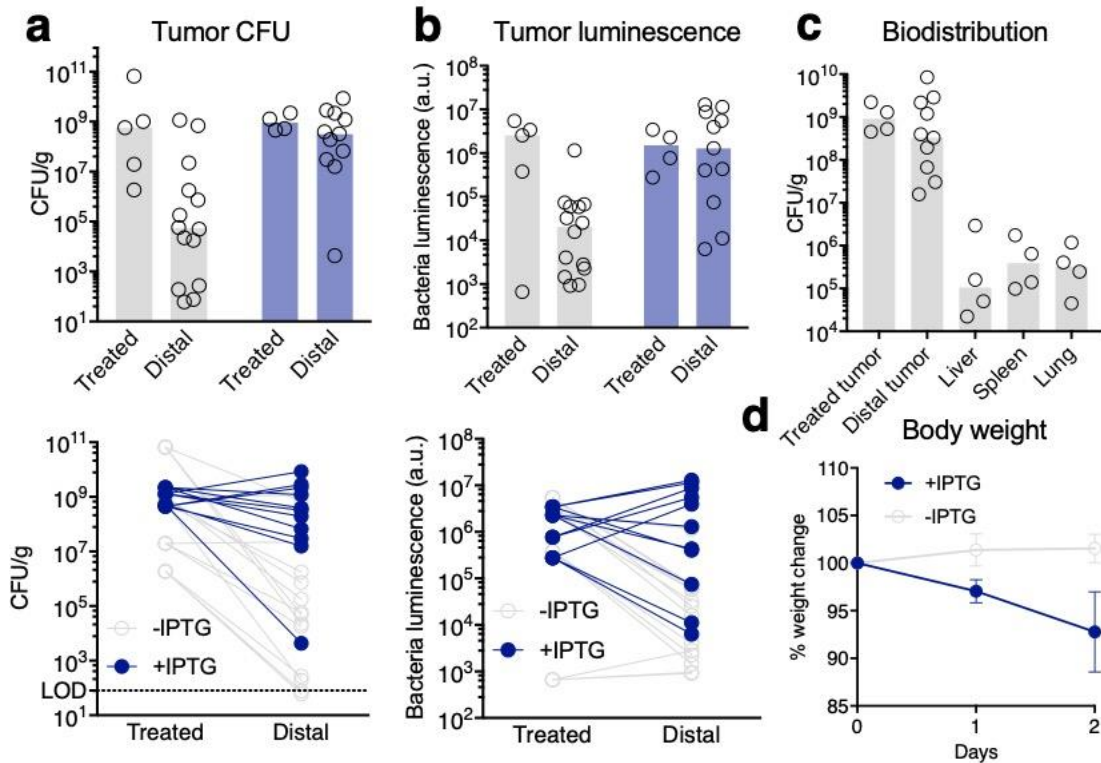 a
Tumor CFU
CFU/g
10¹¹
10⁹
10⁷
10⁵
10³
10¹
Treated
Distal
Treated
Distal
b
Tumor luminescence
Bacteria luminescence (a.u.)
10⁸
10⁷
10⁶
10⁵
10⁴
10³
10²
Treated
Distal
Treated
Distal
c
Biodistribution
CFU/g
10¹⁰
10⁹
10⁸
10⁷
10⁶
10⁵
10⁴
Treated tumor
Distal tumor
Liver
Spleen
Lung
CFU/g
10¹¹
10⁹
10⁷
10⁵
10³
LOD
10¹
-IPTG
+IPTG
Treated
Distal
Bacteria luminescence (a.u.)
10⁸
10⁷
10⁶
10⁵
10⁴
10³
10²
-IPTG
+IPTG
Treated
Distal
d
Body weight
% weight change
110
105
100
95
90
85
+IPTG
-IPTG
0
1
2
Days